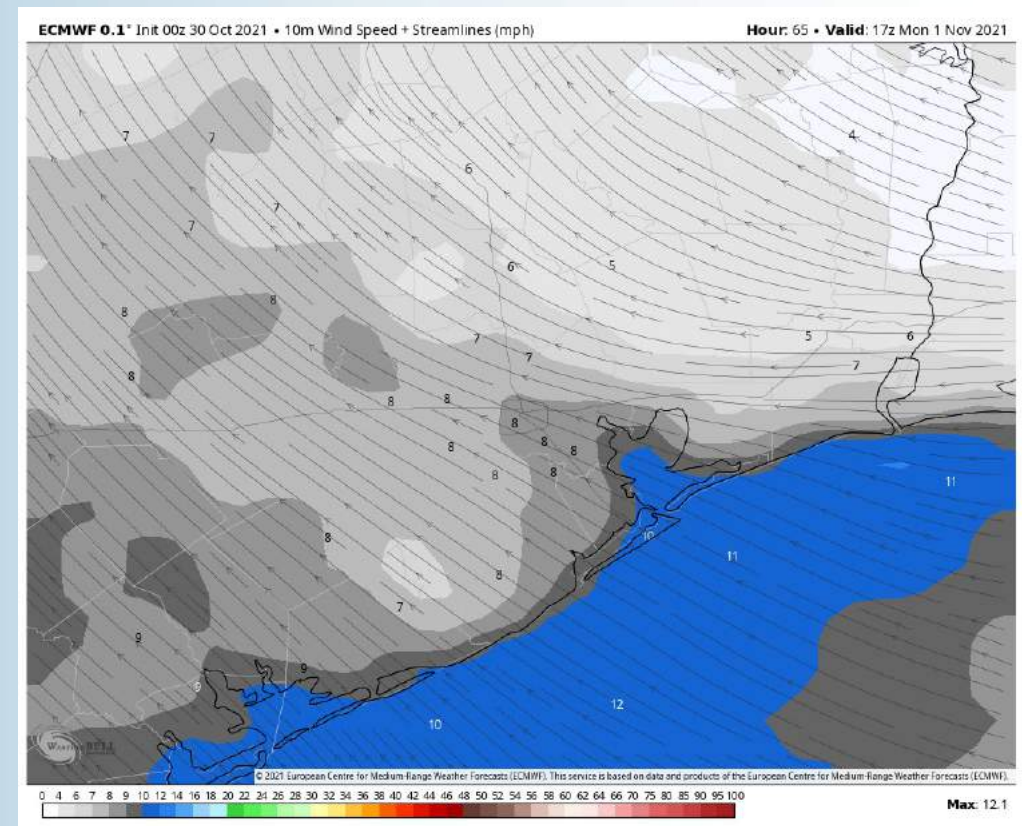 ECMWF 0.1° Init 00z 30 Oct 2021 • 10m Wind Speed + Streamlines (mph) Hour: 65 • Valid: 17z Mon 1 Nov 2021
4
7 7
6
7 7
6 5
8 8
5 6
7 7 7
8
8 8
8
8 8
8 8
11
8 10 11
8
7
9
9
9
12
10
WeatherBELL
© 2021 European Centre for Medium-Range Weather Forecasts (ECMWF). This service is based on data and products of the European Centre for Medium-Range Weather Forecasts (ECMWF).
0 4 6 7 8 9 10 12 14 16 18 20 22 24 26 28 30 32 34 36 38 40 42 44 46 48 50 52 54 56 58 60 62 64 66 70 75 80 85 90 95 100
Max: 12.1